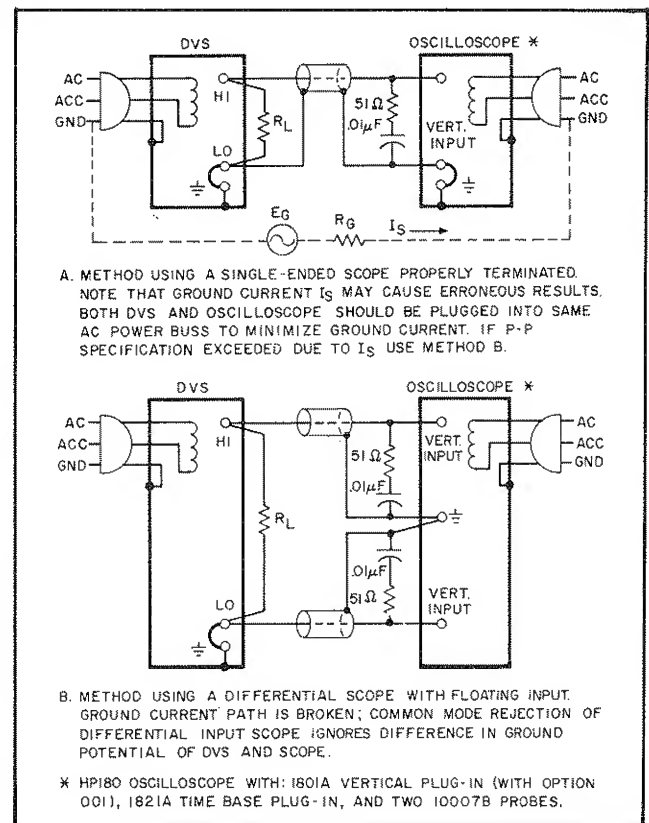 DVS
OSCILLOSCOPE *
AC
ACC
GND
HI
LO
RL
51Ω
.01μF
VERT.
INPUT
AC
ACC
GND
EG
RG
IS
A. METHOD USING A SINGLE-ENDED SCOPE PROPERLY TERMINATED.
NOTE THAT GROUND CURRENT IS MAY CAUSE ERRONEOUS RESULTS.
BOTH DVS AND OSCILLOSCOPE SHOULD BE PLUGGED INTO SAME
AC POWER BUSS TO MINIMIZE GROUND CURRENT. IF P-P
SPECIFICATION EXCEEDED DUE TO IS USE METHOD B.
DVS
OSCILLOSCOPE *
AC
ACC
GND
HI
RL
LO
51Ω
.01μF
.01μF
51Ω
VERT.
INPUT
VERT.
INPUT
AC
ACC
GND
B. METHOD USING A DIFFERENTIAL SCOPE WITH FLOATING INPUT.
GROUND CURRENT PATH IS BROKEN; COMMON MODE REJECTION OF
DIFFERENTIAL INPUT SCOPE IGNORES DIFFERENCE IN GROUND
POTENTIAL OF DVS AND SCOPE.
* HP180 OSCILLOSCOPE WITH: 1801A VERTICAL PLUG-IN (WITH OPTION
001), 1821A TIME BASE PLUG-IN, AND TWO 10007B PROBES.